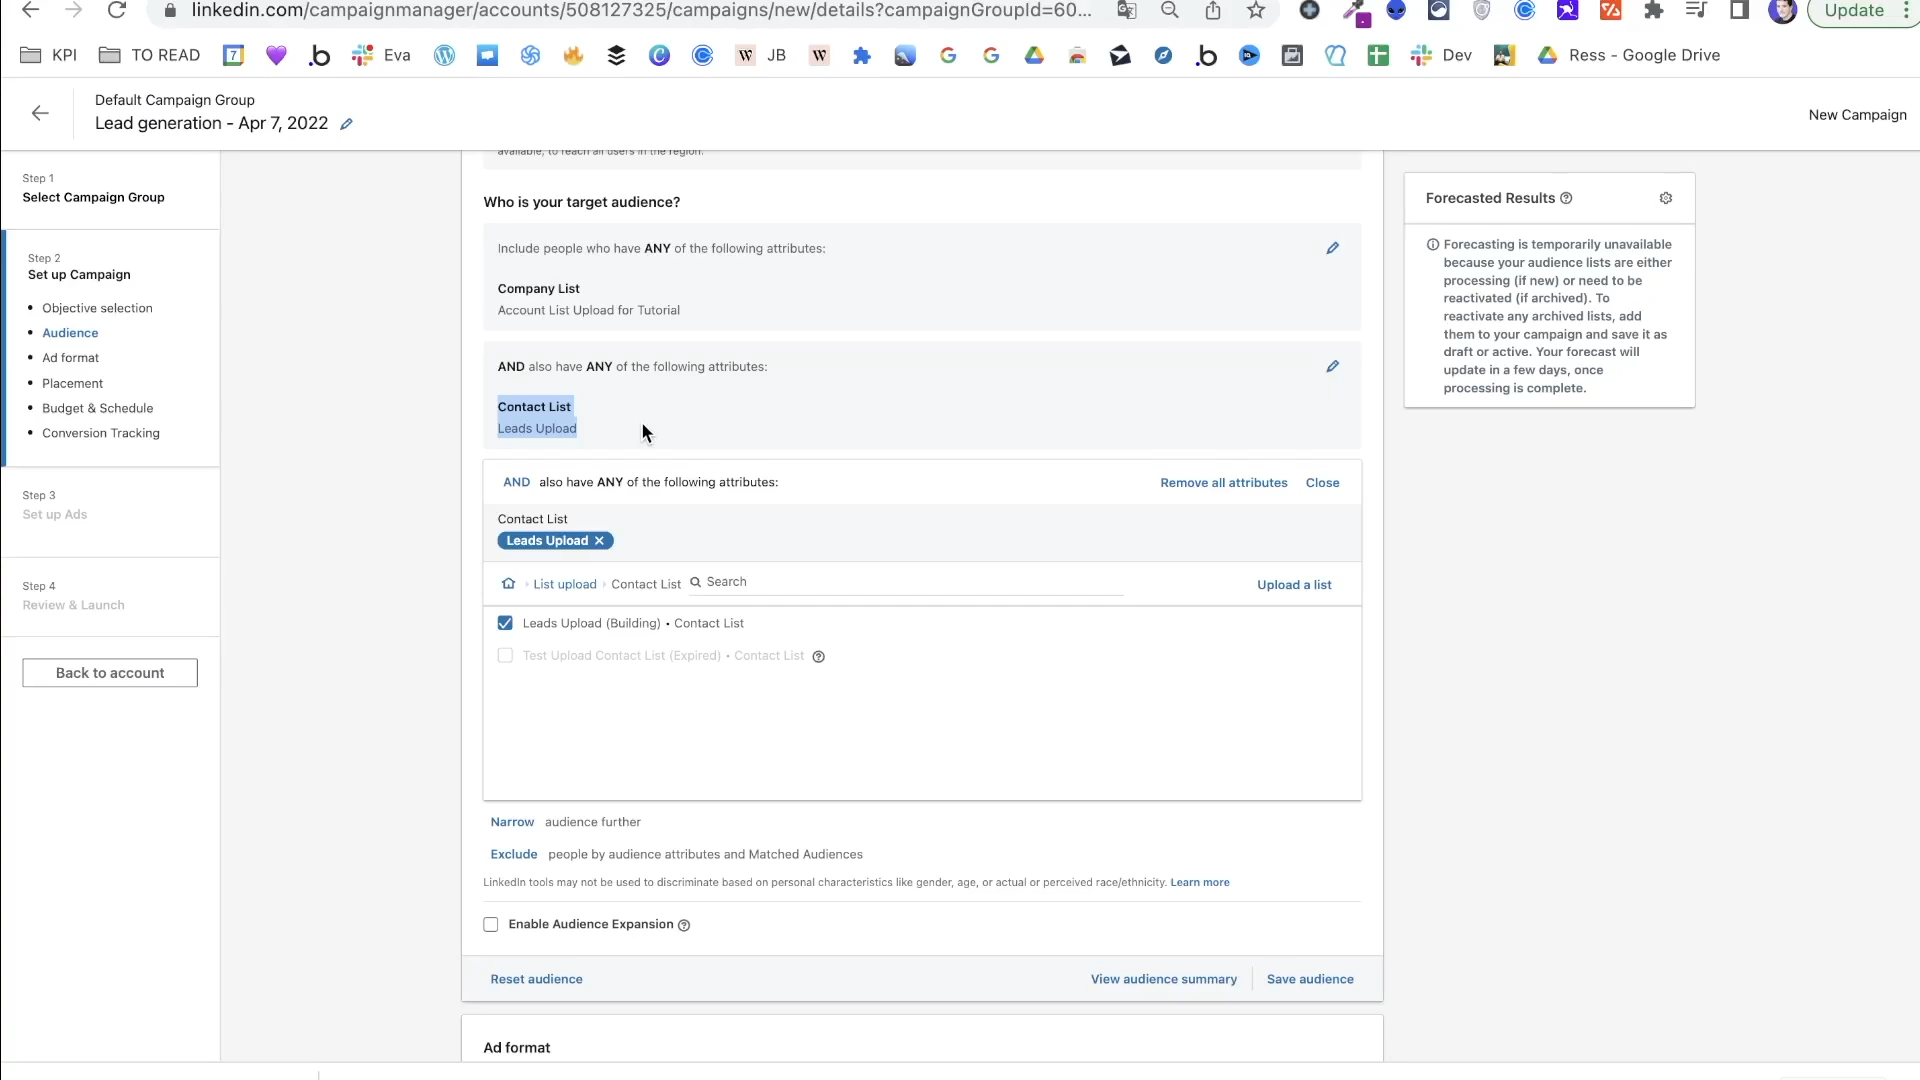 linkedin.com/campaignmanager/accounts/508127325/campaigns/new/details?campaignGroupId=60...
Update
KPI
TO READ
7
Eva
W JB
W
Dev
Ress - Google Drive
Default Campaign Group
Lead generation - Apr 7, 2022
New Campaign
Step 1
Select Campaign Group
Step 2
Set up Campaign
• Objective selection
• Audience
• Ad format
• Placement
• Budget & Schedule
• Conversion Tracking
Step 3
Set up Ads
Step 4
Review & Launch
Back to account
available, to reach all users in the region.
Who is your target audience?
Include people who have ANY of the following attributes:
Company List
Account List Upload for Tutorial
AND also have ANY of the following attributes:
Contact List
Leads Upload
AND also have ANY of the following attributes:
Remove all attributes
Close
Contact List
Leads Upload
List upload
Contact List
Search
Upload a list
Leads Upload (Building) • Contact List
Test Upload Contact List (Expired) • Contact List
Narrow audience further
Exclude people by audience attributes and Matched Audiences
LinkedIn tools may not be used to discriminate based on personal characteristics like gender, age, or actual or perceived race/ethnicity. Learn more
Enable Audience Expansion
Reset audience
View audience summary
Save audience
Ad format
Forecasted Results
Forecasting is temporarily unavailable
because your audience lists are either
processing (if new) or need to be
reactivated (if archived). To
reactivate any archived lists, add
them to your campaign and save it as
draft or active. Your forecast will
update in a few days, once
processing is complete.